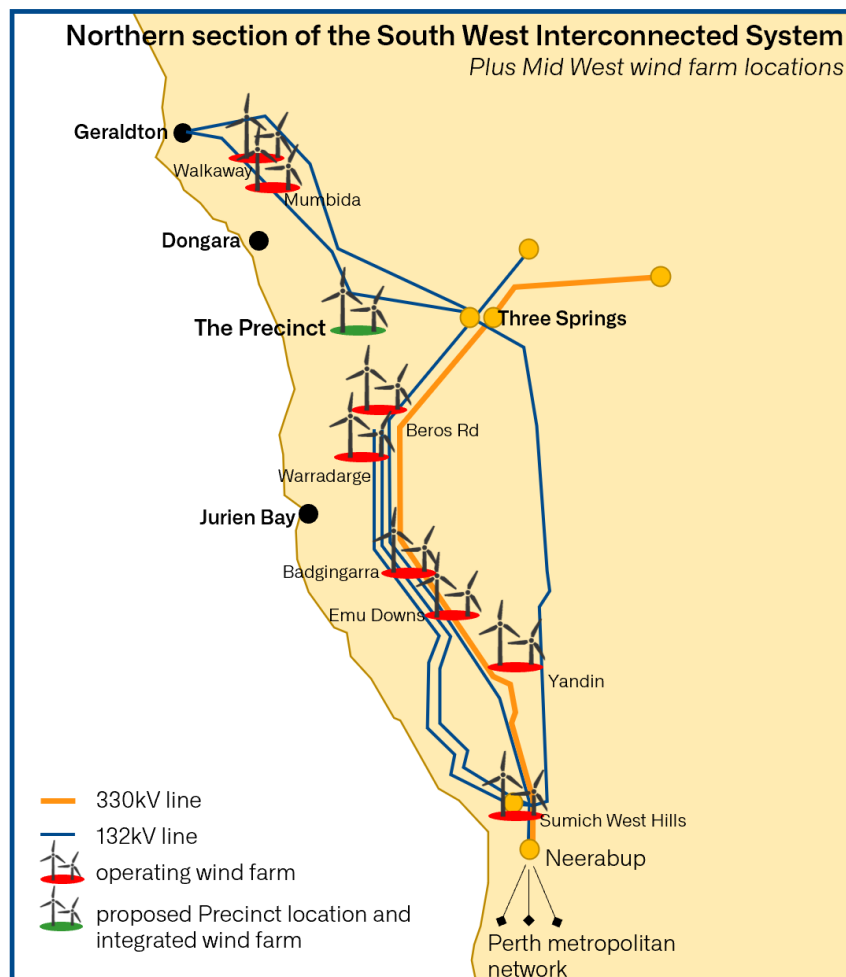 Northern section of the South West Interconnected System
Plus Mid West wind farm locations
Geraldton
Walkaway
Mumbida
Dongara
The Precinct
Three Springs
Beros Rd
Warradarge
Jurien Bay
Badgingarra
Emu Downs
Yandin
330kV line
132kV line
Sumich West Hills
Neerabup
operating wind farm
proposed Precinct location and
integrated wind farm
Perth metropolitan
network